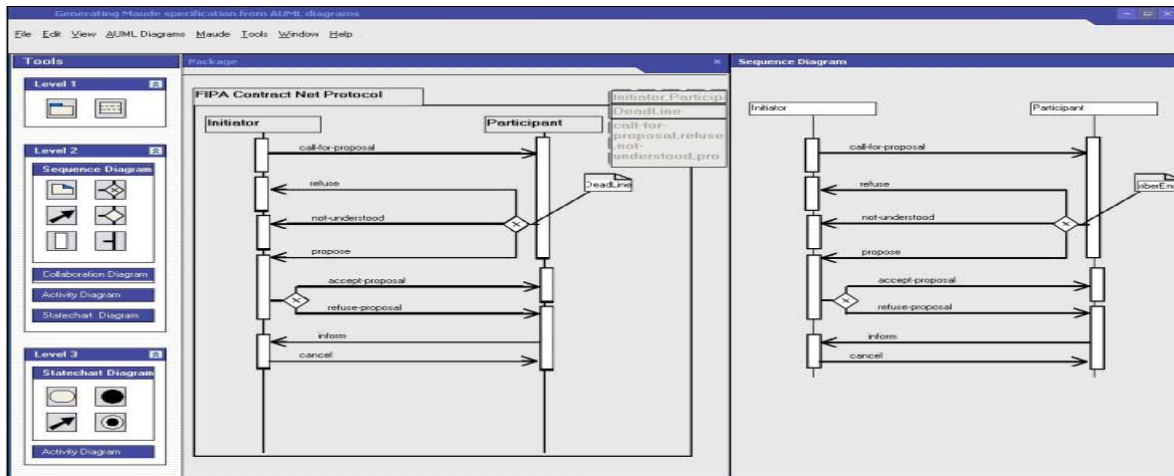 Generating Maude specification from AUML diagrams
File Edit View AUML Diagrams Maude Tools Window Help
Tools
Level 1
Level 2
Sequence Diagram
Collaboration Diagram
Activity Diagram
Statechart Diagram
Level 3
Statechart Diagram
Activity Diagram
Package
FIPA Contract Net Protocol
Initiator
Participant
Initiator,Particip
DeadLine
call-for-
proposal,refuse
,not-
understood,pro
call-for-proposal
refuse
DeadLine
not-understood
X
propose
accept-proposal
X
refuse-proposal
inform
cancel
Sequence Diagram
Initiator
Participant
call-for-proposal
refuse
not-understood
X
propose
accept-proposal
X
refuse-proposal
inform
cancel